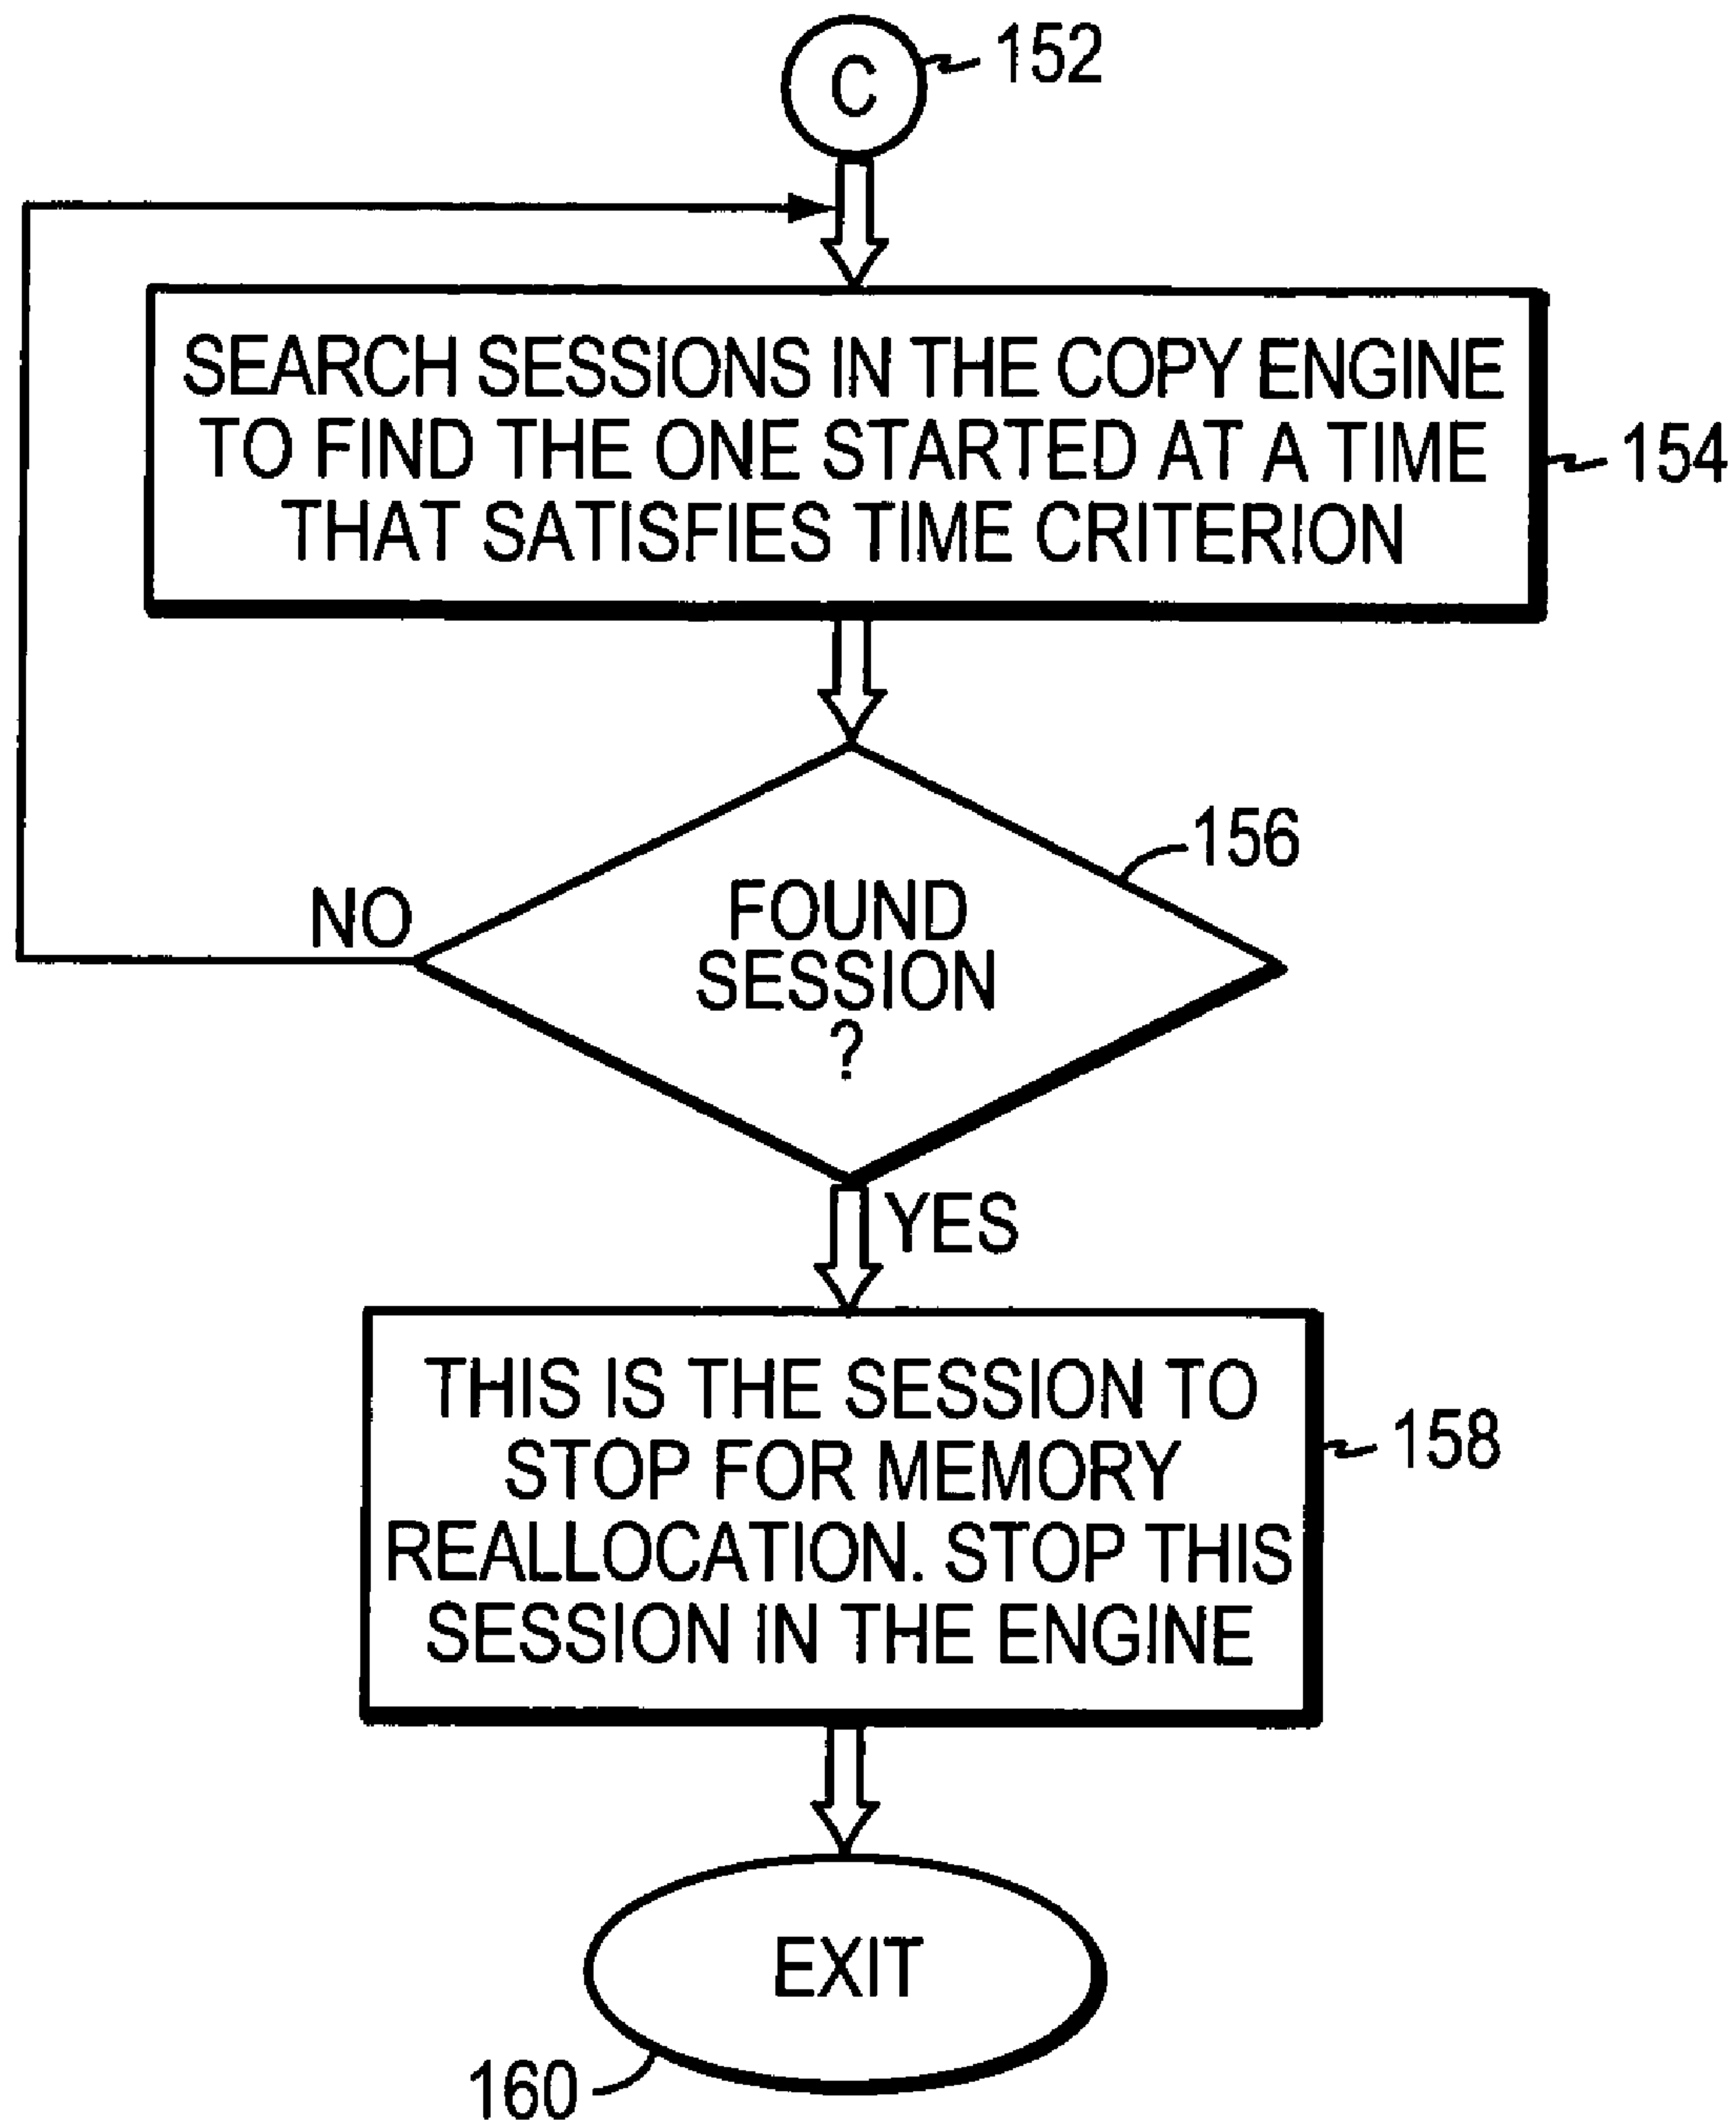 C
152
SEARCH SESSIONS IN THE COPY ENGINE
TO FIND THE ONE STARTED AT A TIME
THAT SATISFIES TIME CRITERION
154
156
NO
FOUND
SESSION
?
YES
THIS IS THE SESSION TO
STOP FOR MEMORY
REALLOCATION. STOP THIS
SESSION IN THE ENGINE
158
EXIT
160